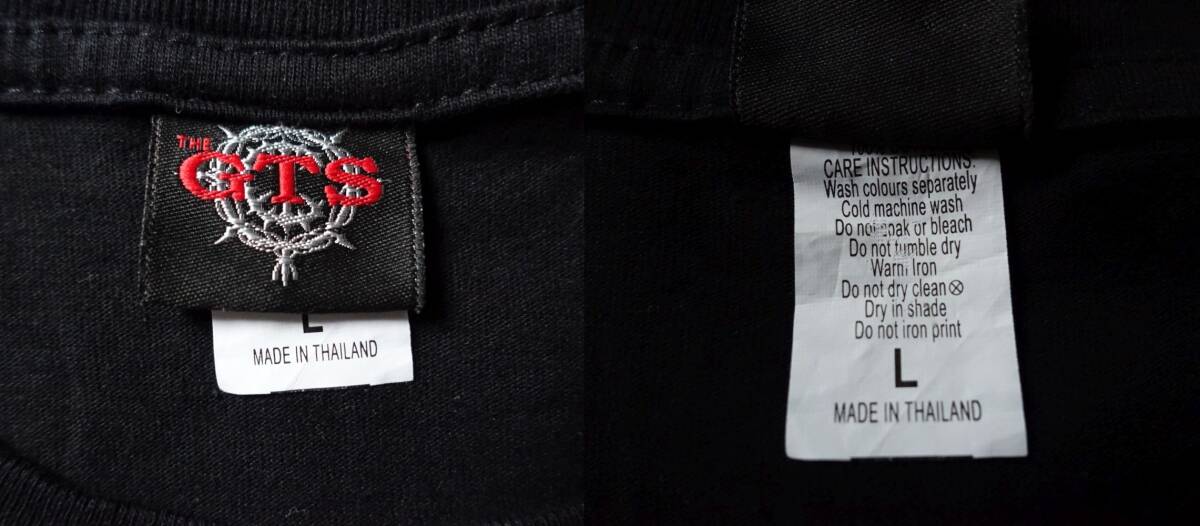 THE
GTS
L
MADE IN THAILAND
CARE INSTRUCTIONS:
Wash colours separately
Cold machine wash
Do not or bleach
Do not tumble dry
Warm Iron
Do not dry clean ⊗
Dry in shade
Do not iron print
L
MADE IN THAILAND